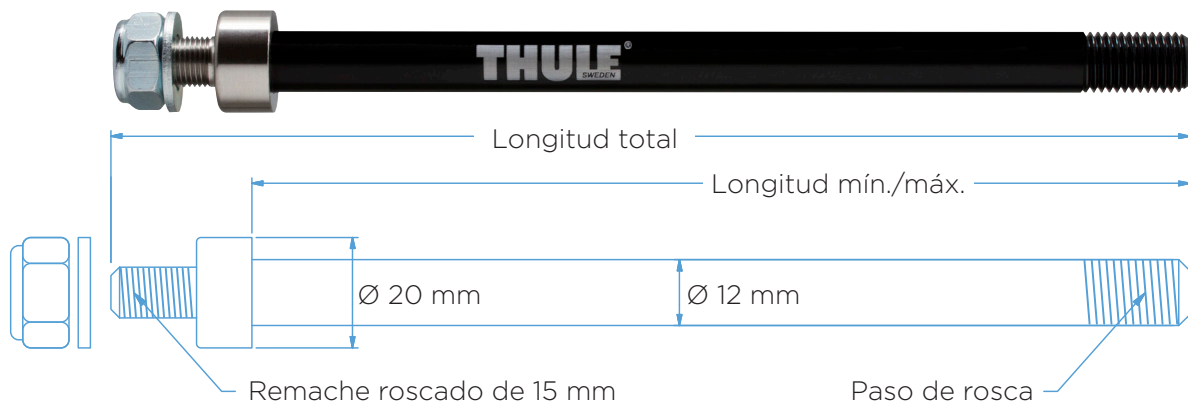 THULE®
SWEDEN
Longitud total
Longitud mín./máx.
Ø 20 mm
Ø 12 mm
Remache roscado de 15 mm
Paso de rosca